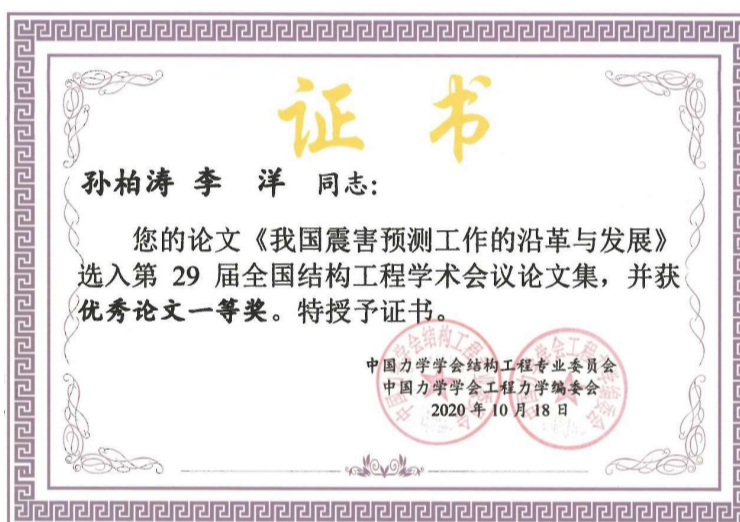 证 书
孙柏涛 李 洋 同志：
您的论文《我国震害预测工作的沿革与发展》
选入第 29 届全国结构工程学术会议论文集，并获
优秀论文一等奖。特授予证书。
中国力学学会结构工程专业委员会
中国力学学会工程力学编委会
2020 年 10 月 18 日